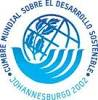 CUMBRE MUNDIAL SOBRE EL DESARROLLO SOSTENIBLE
JOHANNESBURGO 2002